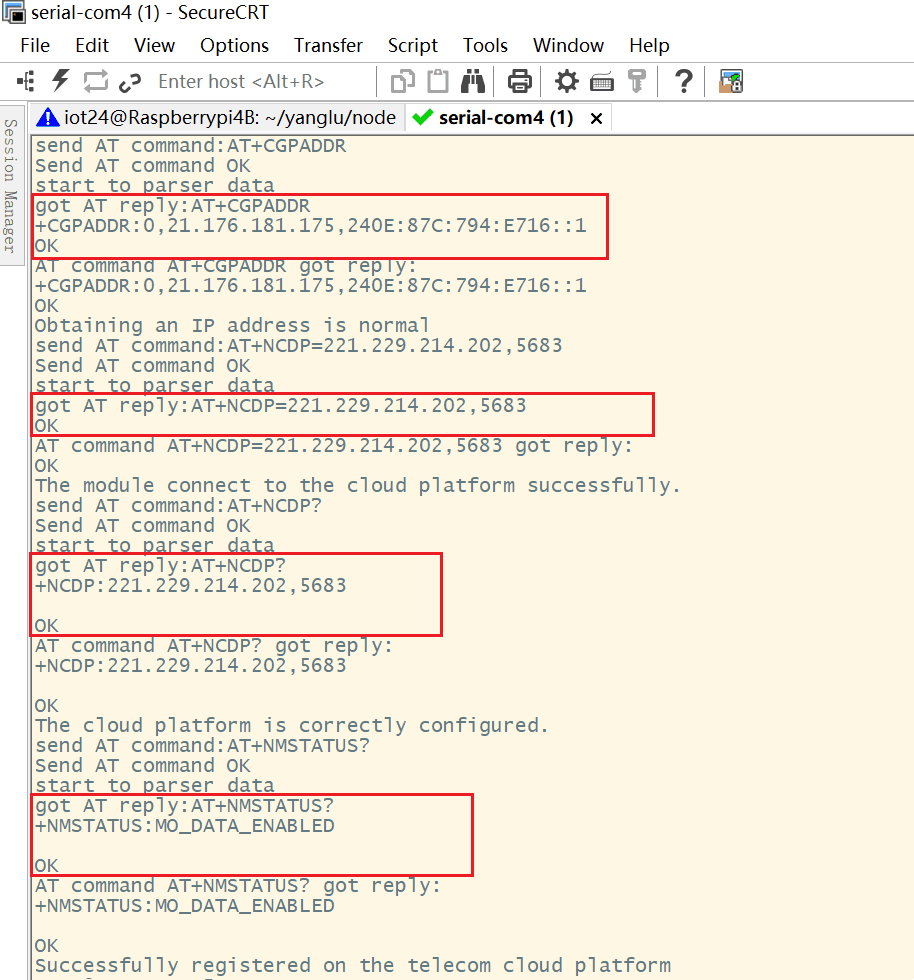 serial-com4 (1) - SecureCRT
File Edit View Options Transfer Script Tools Window Help
Enter host <Alt+R>
iot24@Raspberrypi4B: ~/yanglu/node
serial-com4 (1)
Session Manager
send AT command:AT+CGPADDR
Send AT command OK
start to parser data
got AT reply:AT+CGPADDR
+CGPADDR:0,21.176.181.175,240E:87C:794:E716::1
OK
AT command AT+CGPADDR got reply:
+CGPADDR:0,21.176.181.175,240E:87C:794:E716::1
OK
Obtaining an IP address is normal
send AT command:AT+NCDP=221.229.214.202,5683
Send AT command OK
start to parser data
got AT reply:AT+NCDP=221.229.214.202,5683
OK
AT command AT+NCDP=221.229.214.202,5683 got reply:
OK
The module connect to the cloud platform successfully.
send AT command:AT+NCDP?
Send AT command OK
start to parser data
got AT reply:AT+NCDP?
+NCDP:221.229.214.202,5683
OK
AT command AT+NCDP? got reply:
+NCDP:221.229.214.202,5683
OK
The cloud platform is correctly configured.
send AT command:AT+NMSTATUS?
Send AT command OK
start to parser data
got AT reply:AT+NMSTATUS?
+NMSTATUS:MO_DATA_ENABLED
OK
AT command AT+NMSTATUS? got reply:
+NMSTATUS:MO_DATA_ENABLED
OK
Successfully registered on the telecom cloud platform